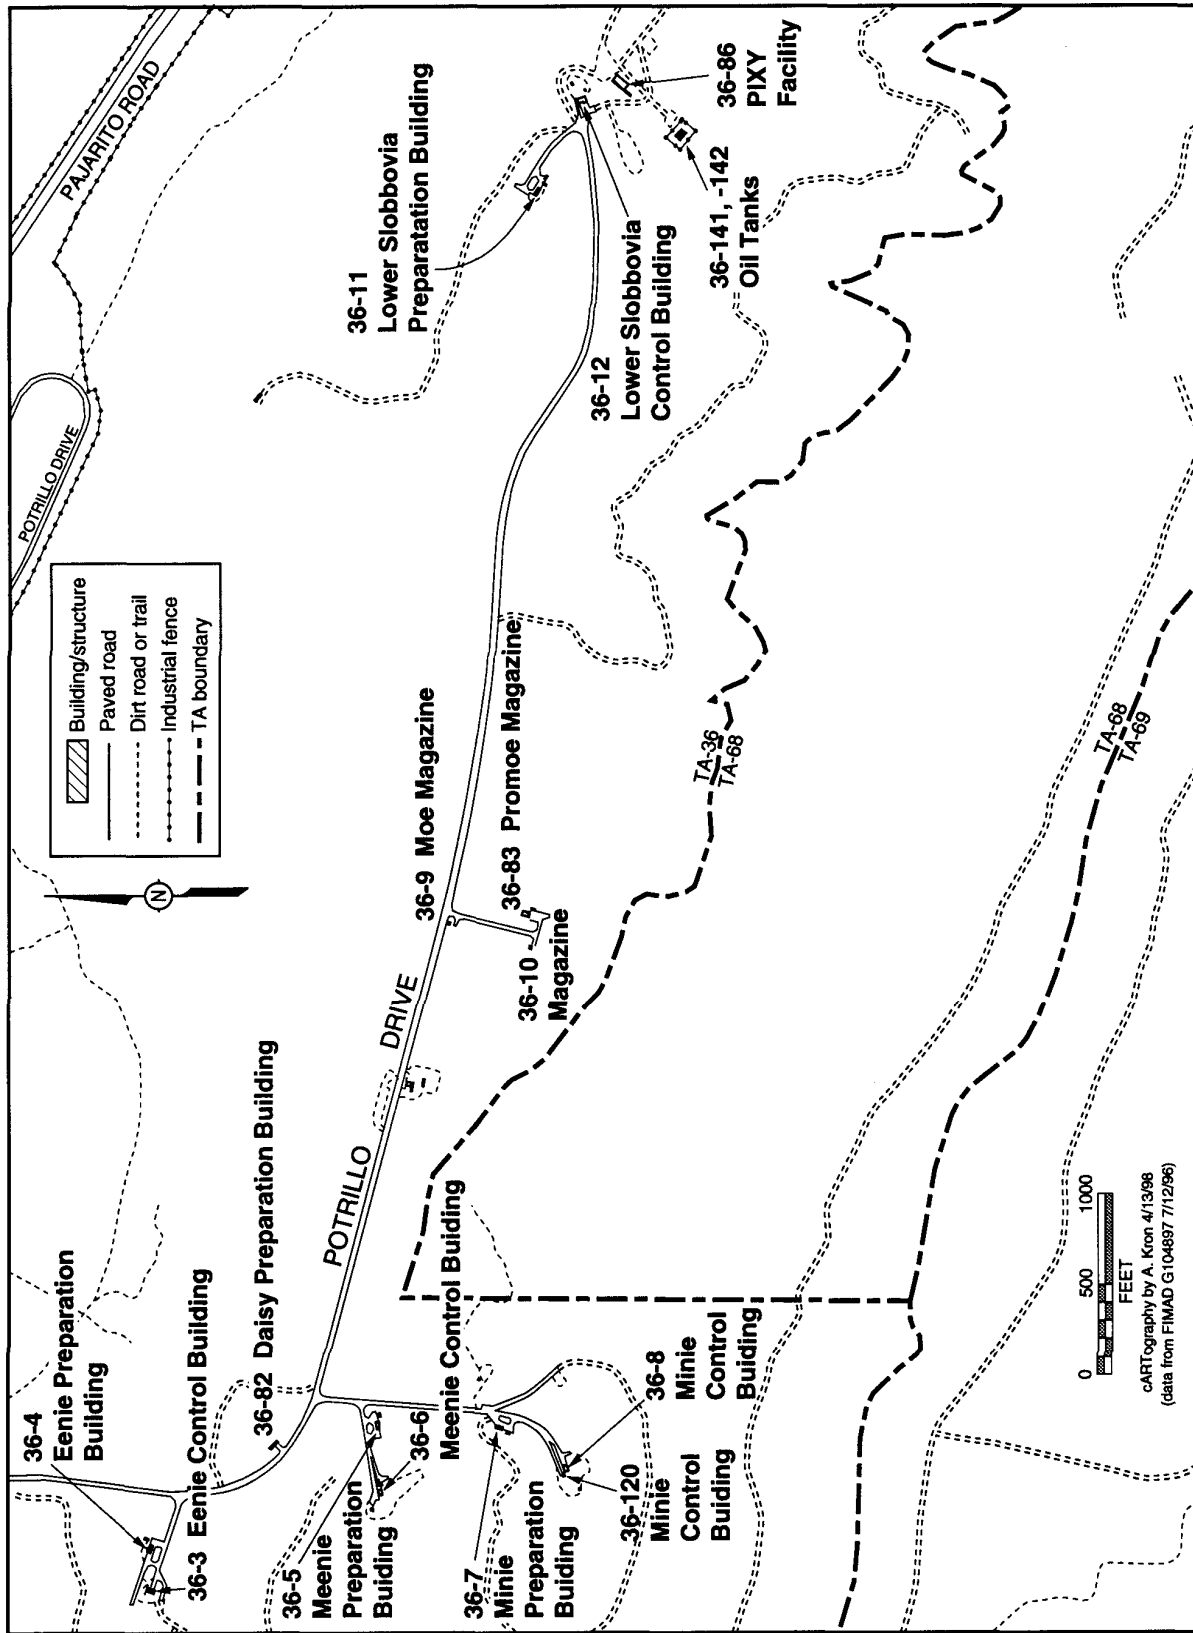 PAJARITO ROAD
POTRILLO DRIVE
Building/structure
Paved road
Dirt road or trail
Industrial fence
TA boundary
N
36-4
Eenie Preparation
Building
36-3 Eenie Control Building
36-82 Daisy Preparation Building
POTRILLO DRIVE
36-9 Moe Magazine
36-83 Promoe Magazine
36-10
Magazine
36-11
Lower Slobbovia
Preparatation Building
36-12
Lower Slobbovia
Control Building
36-86
PIXY
Facility
36-141, -142
Oil Tanks
36-5
Meenie
Preparation
Buiding
36-6
Meenie Control Buiding
36-7
Minie
Preparation
Buiding
36-120
Minie
Control
Buiding
36-8
Minie
Control
Buiding
TA-36
TA-68
TA-68
TA-69
0 500 1000
FEET
cARTography by A. Kron 4/13/98
(data from FIMAD G104897 7/12/96)